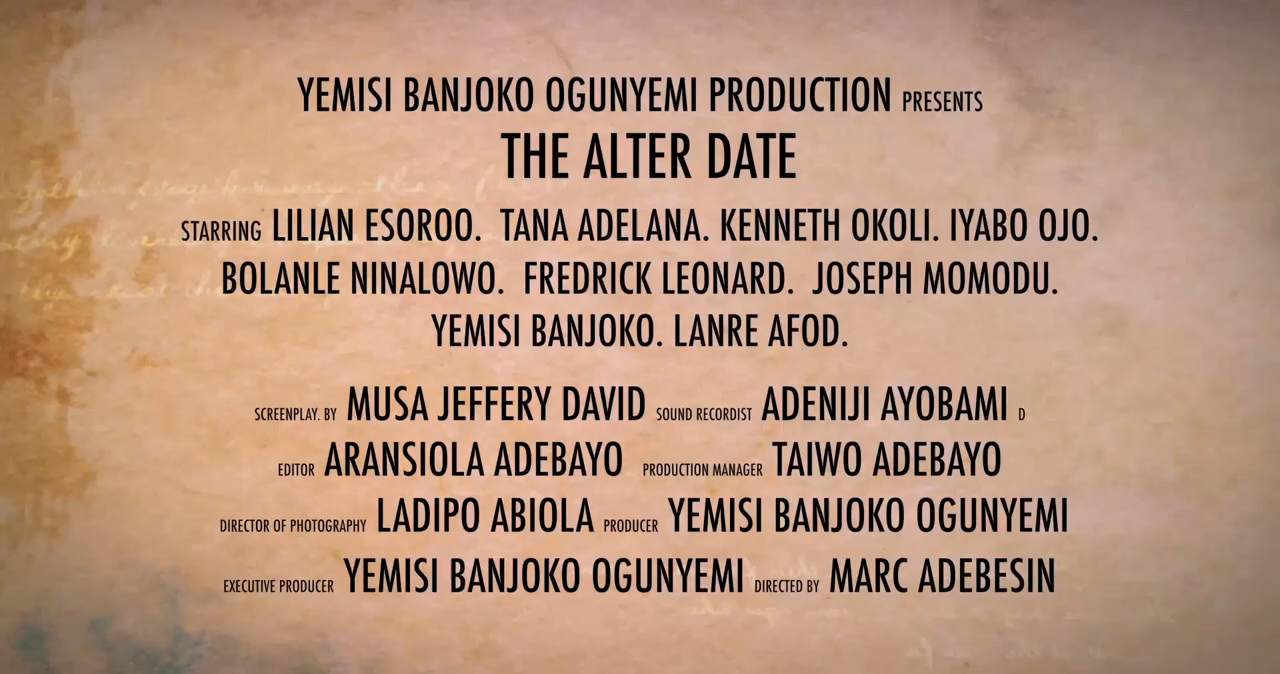 YEMISI BANJOKO OGUNYEMI PRODUCTION PRESENTS
THE ALTER DATE
STARRING LILIAN ESOROO. TANA ADELANA. KENNETH OKOLI. IYABO OJO.
BOLANLE NINALOWO. FREDRICK LEONARD. JOSEPH MOMODU.
YEMISI BANJOKO. LANRE AFOD.
SCREENPLAY. BY MUSA JEFFERY DAVID SOUND RECORDIST ADENIJI AYOBAMI D
EDITOR ARANSIOLA ADEBAYO PRODUCTION MANAGER TAIWO ADEBAYO
DIRECTOR OF PHOTOGRAPHY LADIPO ABIOLA PRODUCER YEMISI BANJOKO OGUNYEMI
EXECUTIVE PRODUCER YEMISI BANJOKO OGUNYEMI DIRECTED BY MARC ADEBESIN